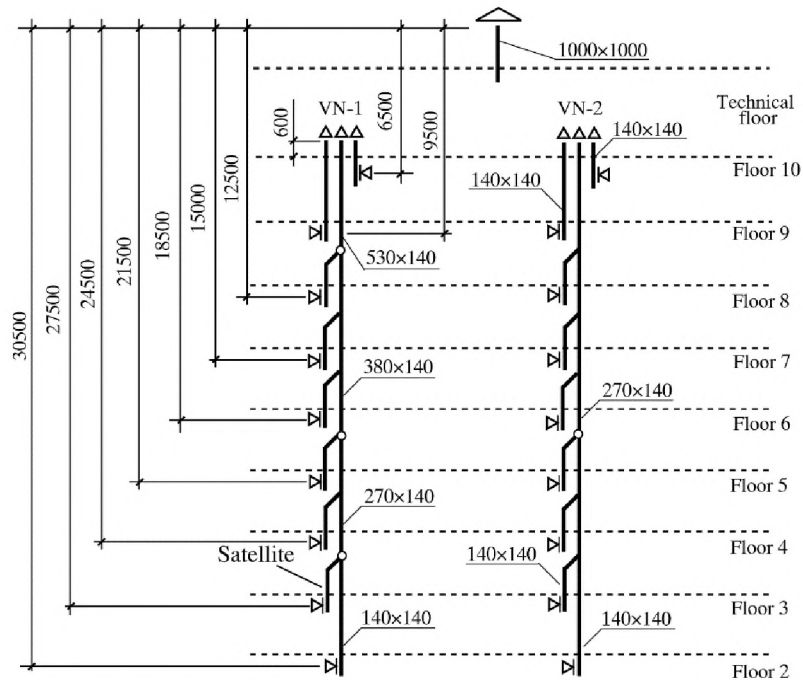 1000×1000
VN-1
VN-2
Technical
floor
600
6500
9500
140×140
12500
Floor 10
15000
140×140
18500
Floor 9
21500
530×140
24500
Floor 8
27500
30500
Floor 7
380×140
270×140
Floor 6
Floor 5
270×140
Floor 4
Satellite
140×140
Floor 3
140×140
140×140
Floor 2